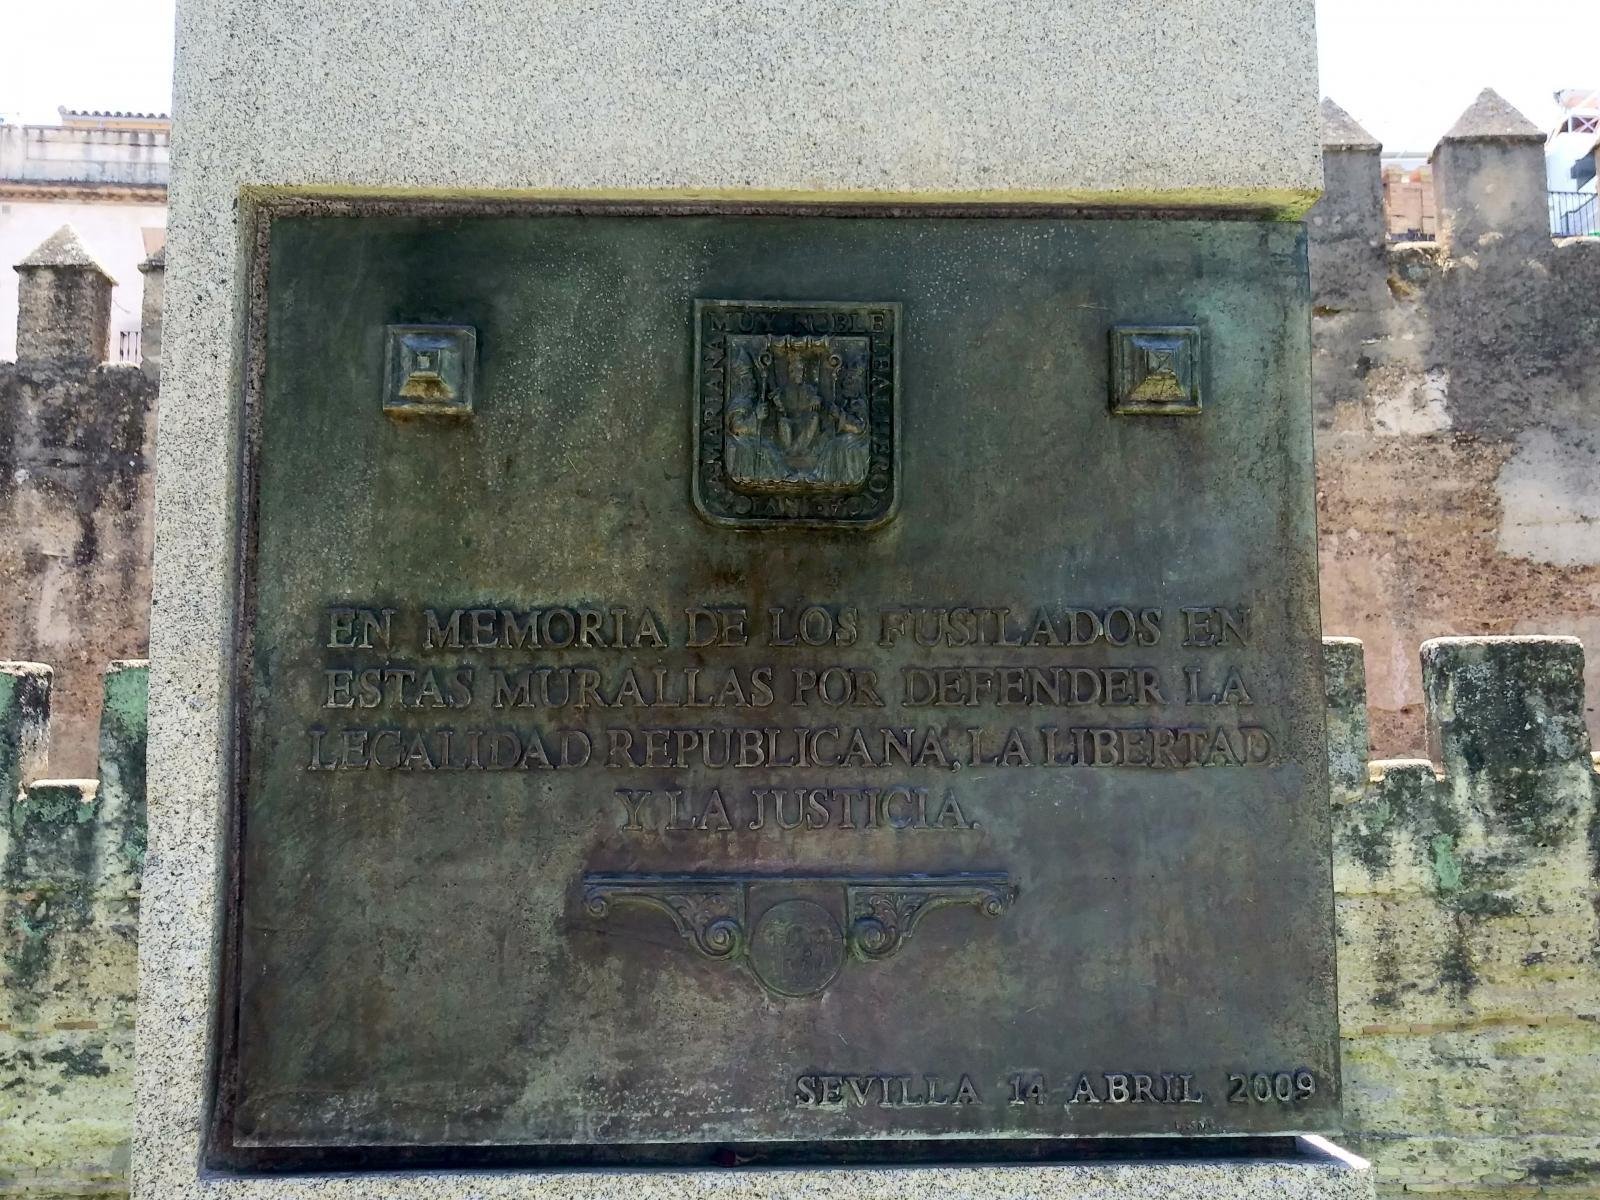 MUY NOBLE
MARIANA
EN MEMORIA DE LOS FUSILADOS EN
ESTAS MURALLAS POR DEFENDER LA
LEGALIDAD REPUBLICANA, LA LIBERTAD
Y LA JUSTICIA.
SEVILLA 14 ABRIL 2009